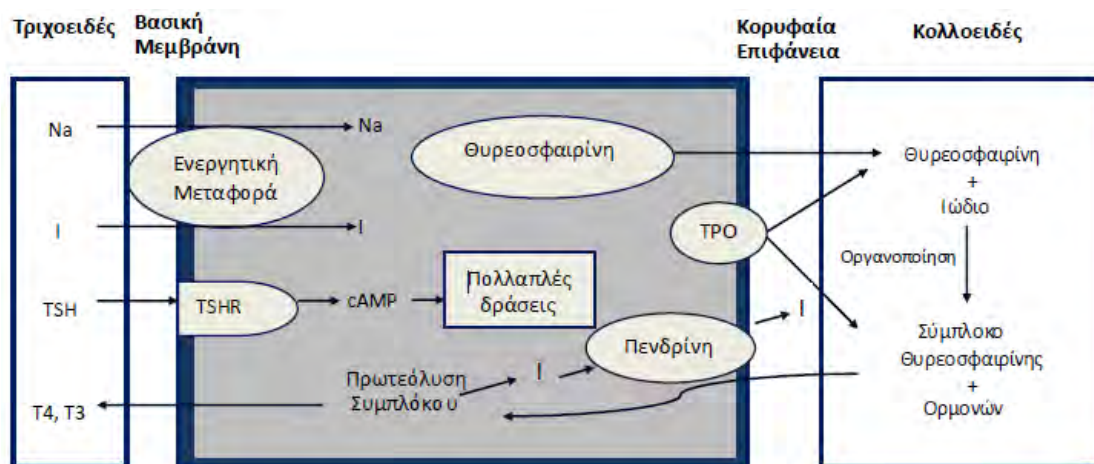 Τριχοειδές
Βασική
Μεμβράνη
Κορυφαία
Επιφάνεια
Κολλοειδές
Na
Na
Ενεργητική
Μεταφορά
Θυρεοσφαιρίνη
Θυρεοσφαιρίνη
+
Ιώδιο
I
I
TPO
Οργανοποίηση
TSH
TSHR
cAMP
Πολλαπλές
δράσεις
I
Πενδρίνη
Σύμπλοκο
Θυρεοσφαιρίνης
+
Ορμονών
Πρωτεόλυση
Συμπλόκου
I
T4, T3